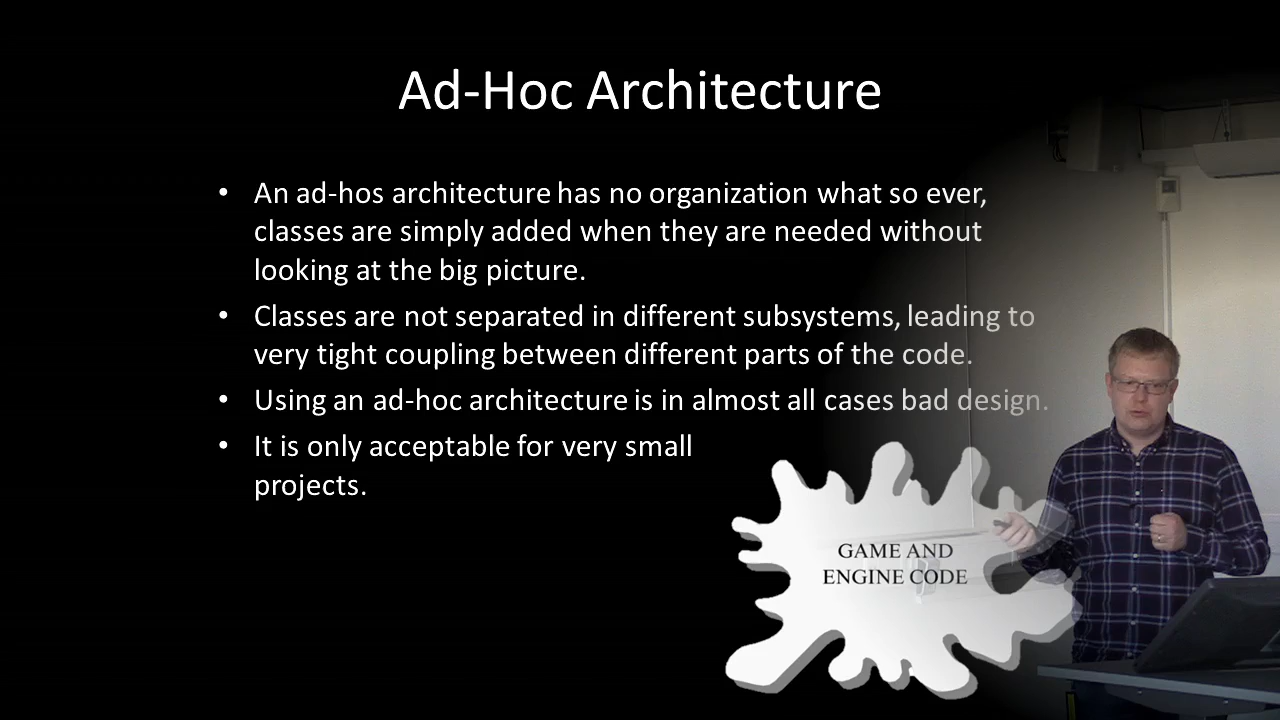 Ad-Hoc Architecture
• An ad-hos architecture has no organization what so ever,
classes are simply added when they are needed without
looking at the big picture.
• Classes are not separated in different subsystems, leading to
very tight coupling between different parts of the code.
• Using an ad-hoc architecture is in almost all cases bad design.
• It is only acceptable for very small
projects.
GAME AND
ENGINE CODE